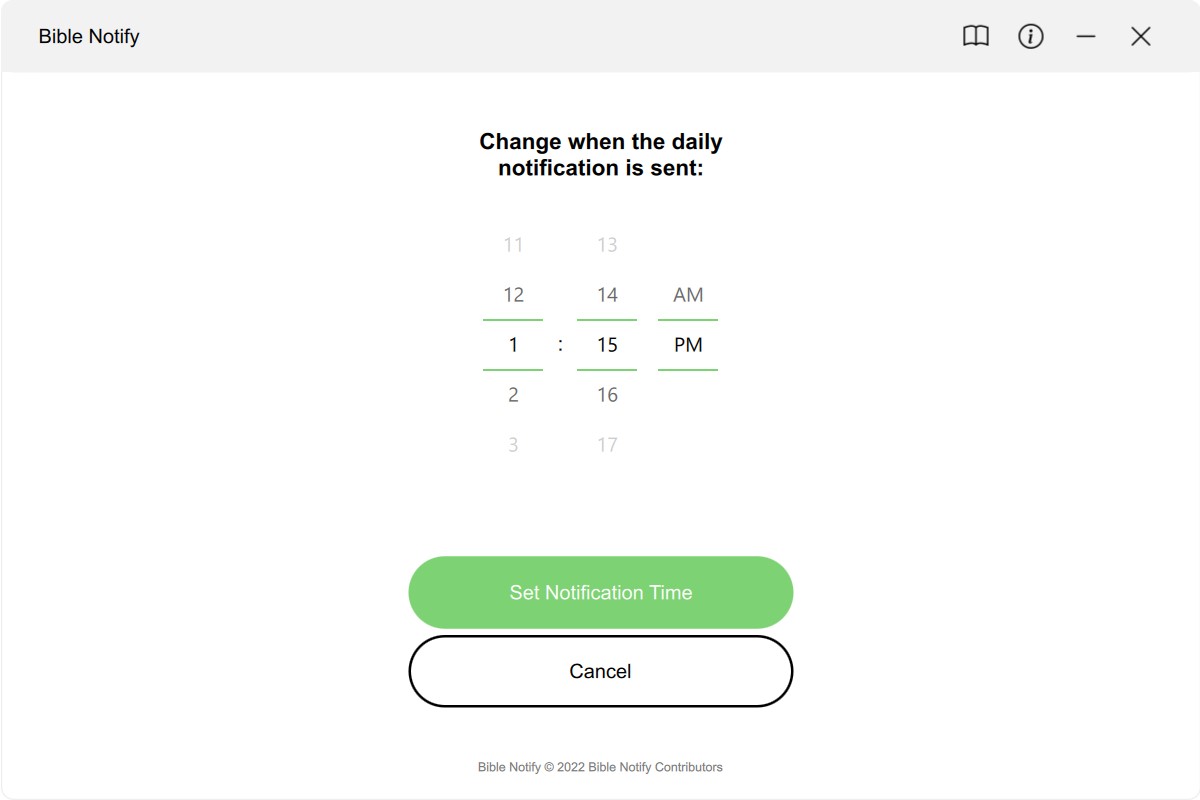 Bible Notify
Change when the daily
notification is sent:
11 13
12 14 AM
1 : 15 PM
2 16
3 17
Set Notification Time
Cancel
Bible Notify © 2022 Bible Notify Contributors